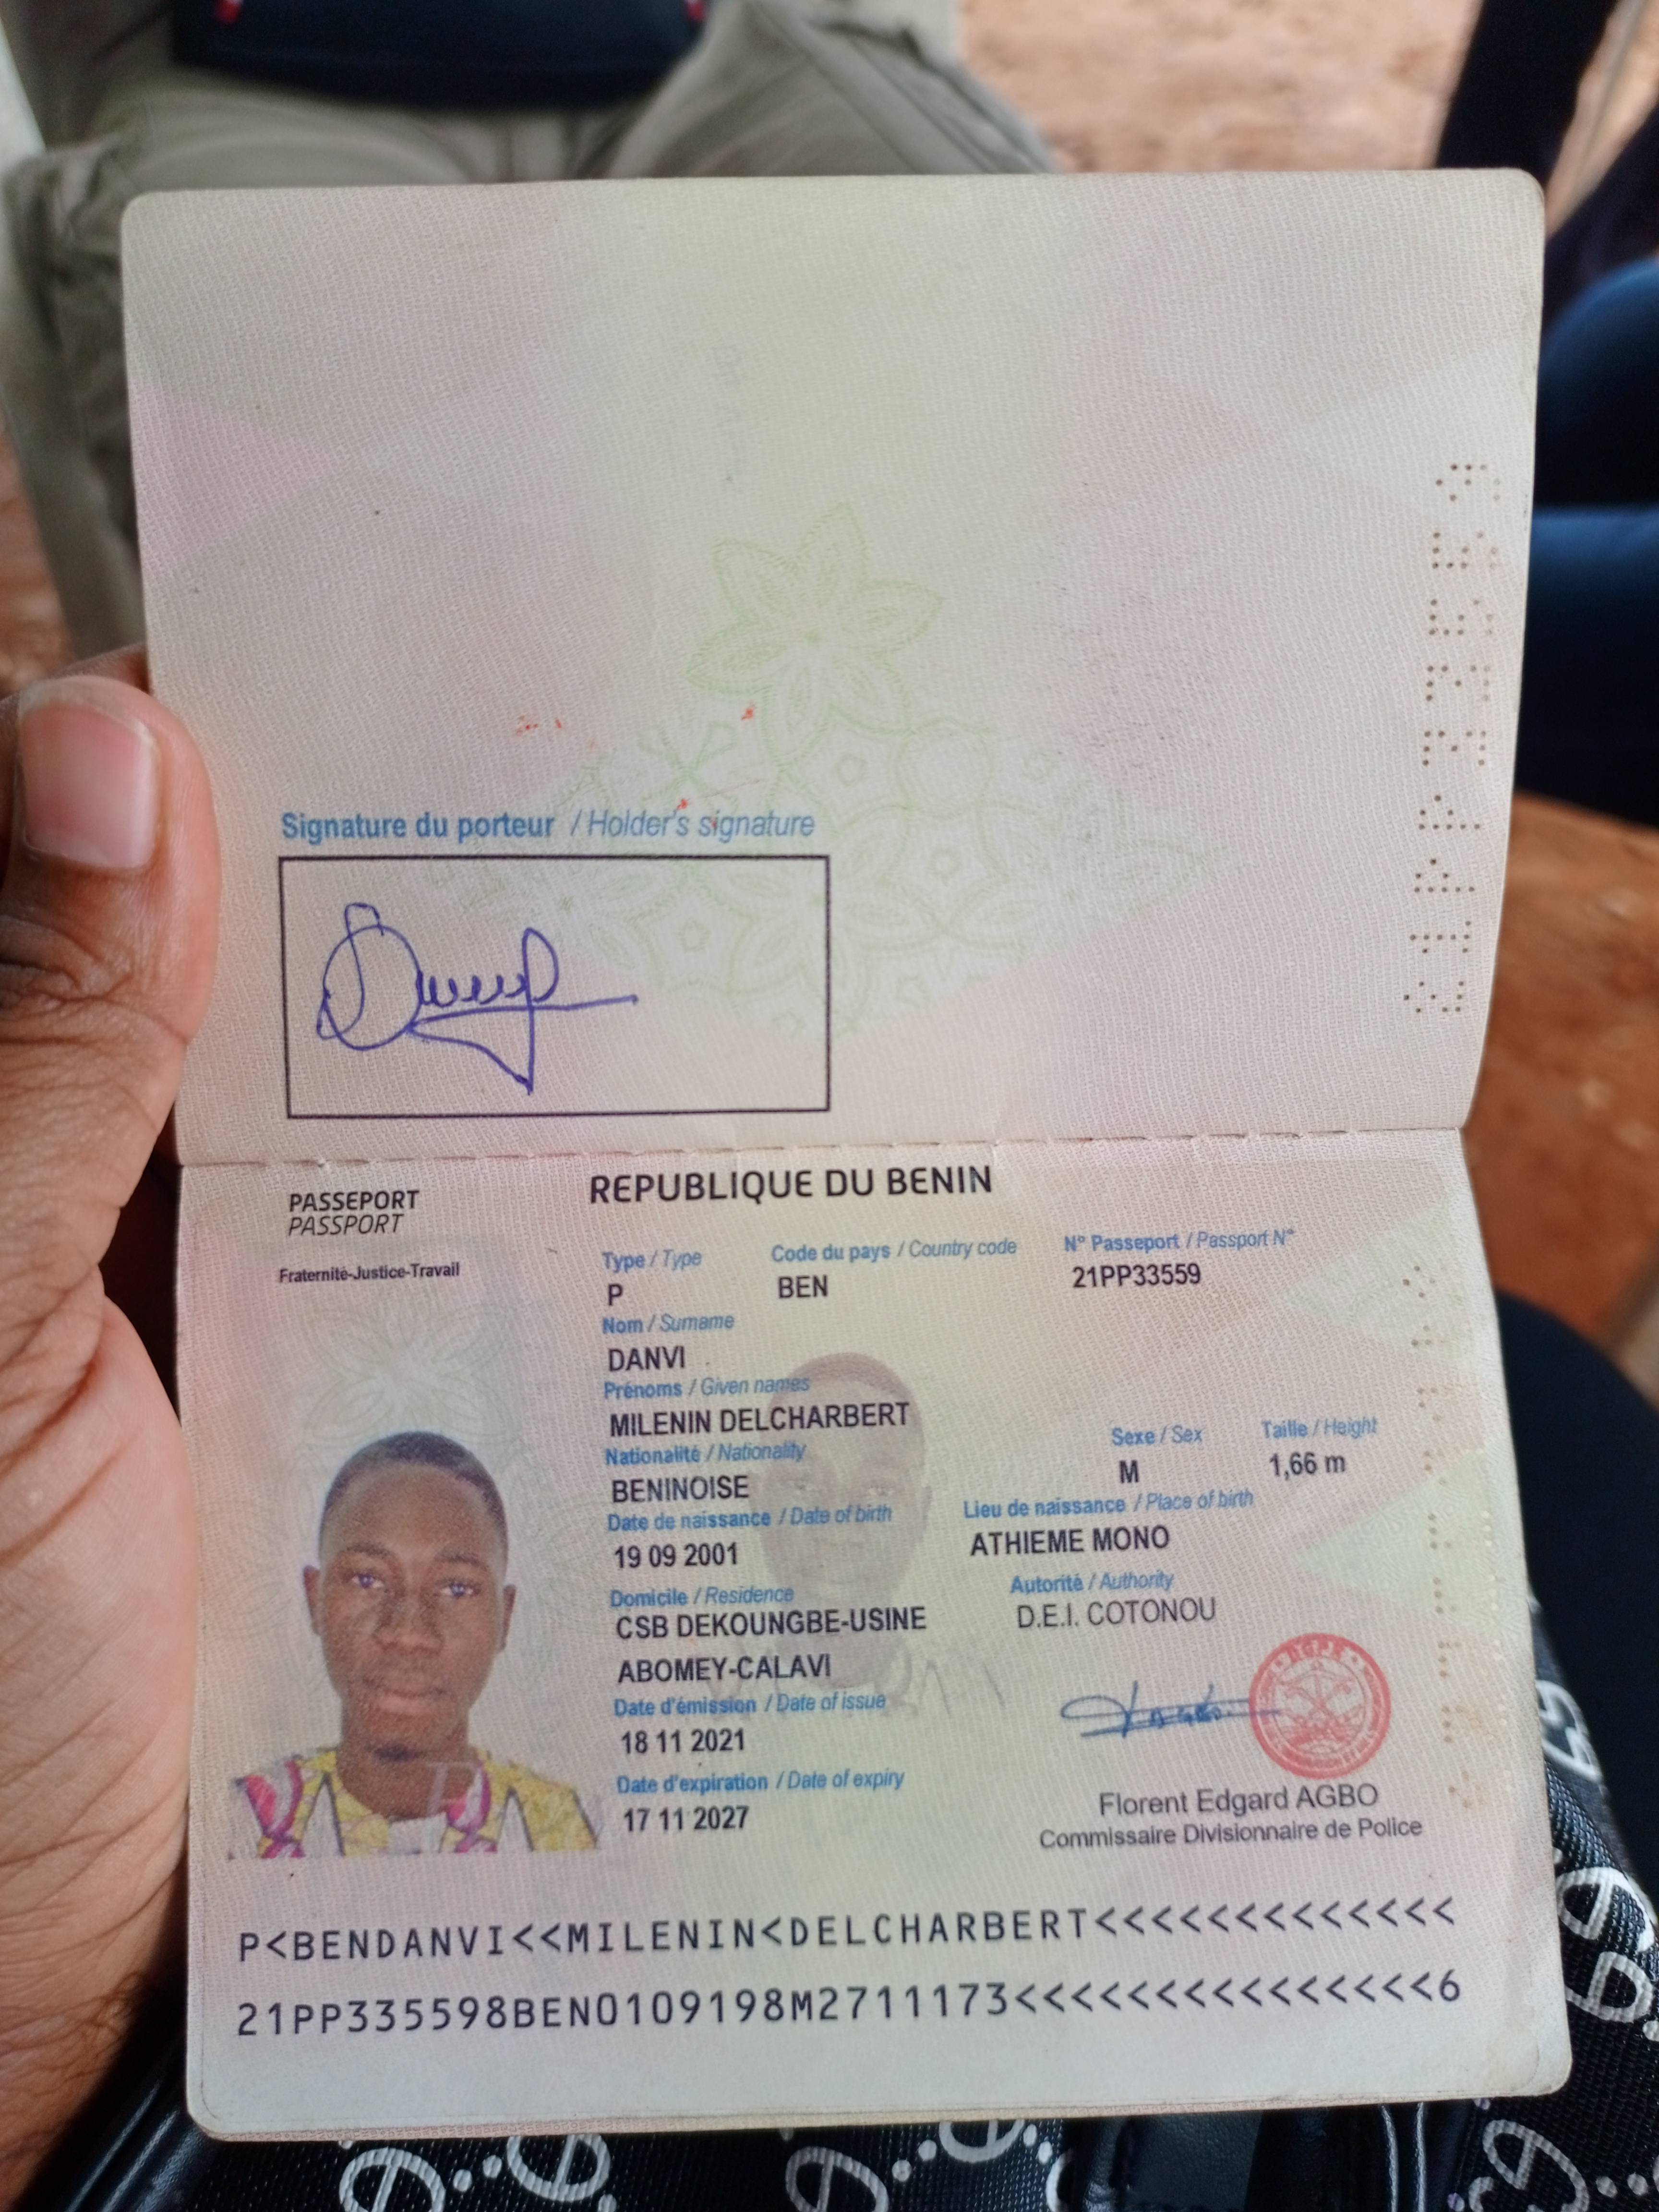 Signature du porteur / Holder's signature
PASSEPORT
PASSPORT
REPUBLIQUE DU BENIN
Fraternité-Justice-Travail
Type / Type
Code du pays / Country code
N° Passeport / Passport N°
P
BEN
21PP33559
Nom / Surname
DANVI
Prénoms / Given names
MILENIN DELCHARBERT
Nationalité / Nationality
Sexe / Sex
Taille / Height
BENINOISE
M
1,66 m
Date de naissance / Date of birth
Lieu de naissance / Place of birth
19 09 2001
ATHIEME MONO
Domicile / Residence
Autorité / Authority
CSB DEKOUNGBE-USINE
D.E.I. COTONOU
ABOMEY-CALAVI
Date d'émission / Date of issue
18 11 2021
Date d'expiration / Date of expiry
17 11 2027
Florent Edgard AGBO
Commissaire Divisionnaire de Police
P<BENDANVI<<MILENIN<DELCHARBERT<<<<<<<<<<<<<
21PP335598BEN0109198M2711173<<<<<<<<<<<<<<<6